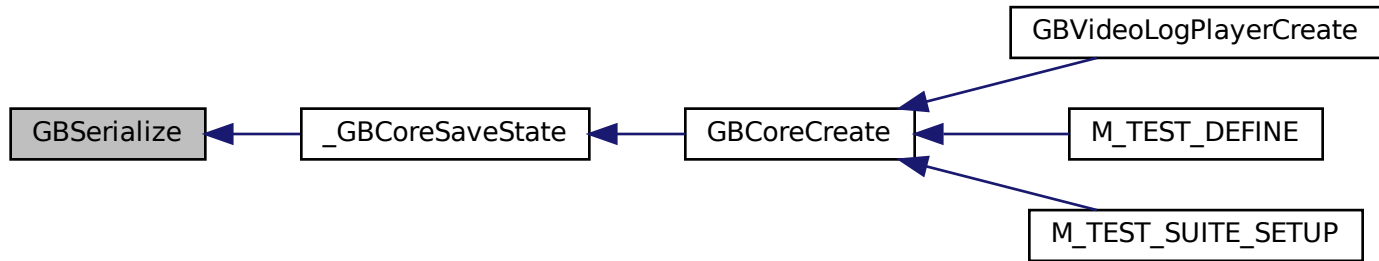 GBVideoLogPlayerCreate
GBSerialize
_GBCoreSaveState
GBCoreCreate
M_TEST_DEFINE
M_TEST_SUITE_SETUP